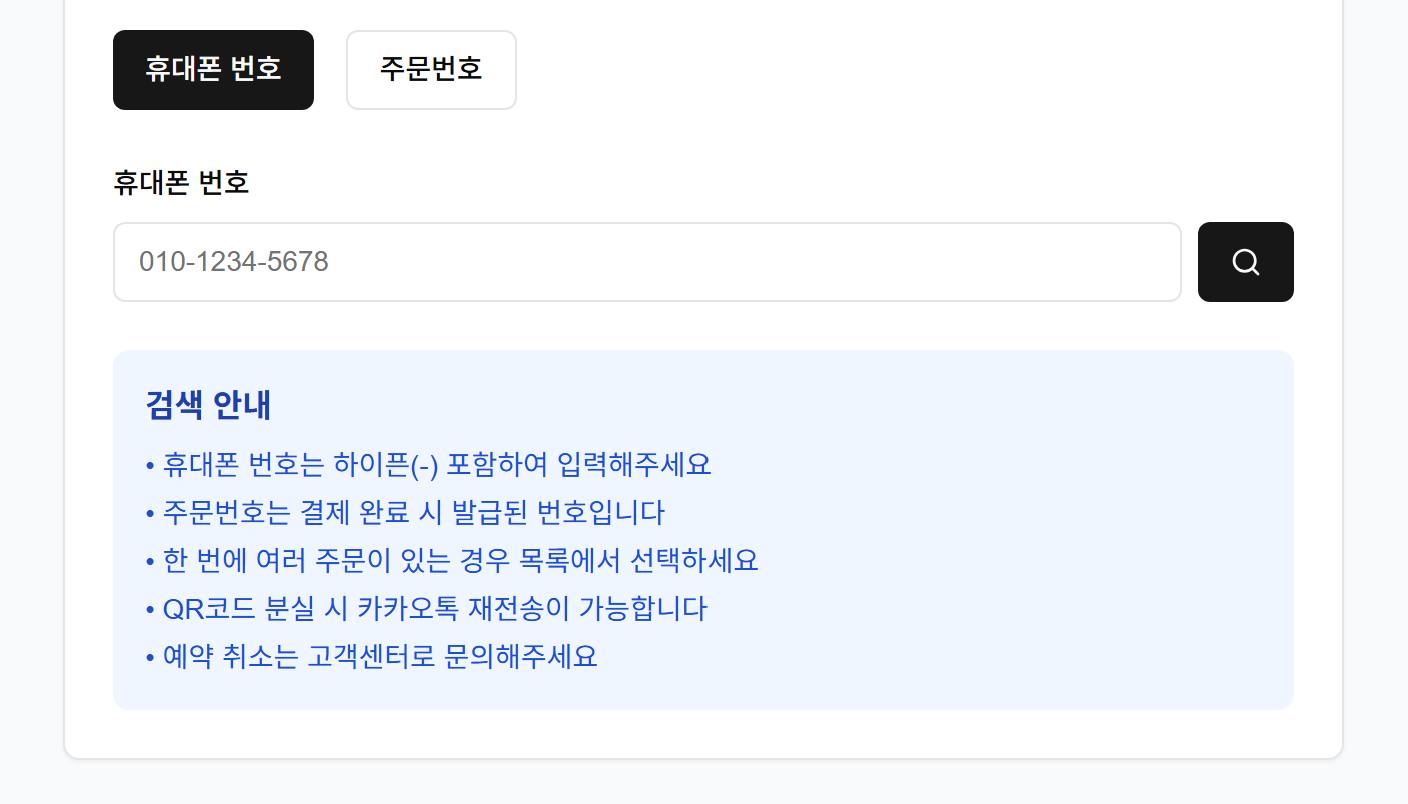 휴대폰 번호 주문번호
휴대폰 번호
010-1234-5678
검색 안내
• 휴대폰 번호는 하이픈(-) 포함하여 입력해주세요
• 주문번호는 결제 완료 시 발급된 번호입니다
• 한 번에 여러 주문이 있는 경우 목록에서 선택하세요
• QR코드 분실 시 카카오톡 재전송이 가능합니다
• 예약 취소는 고객센터로 문의해주세요